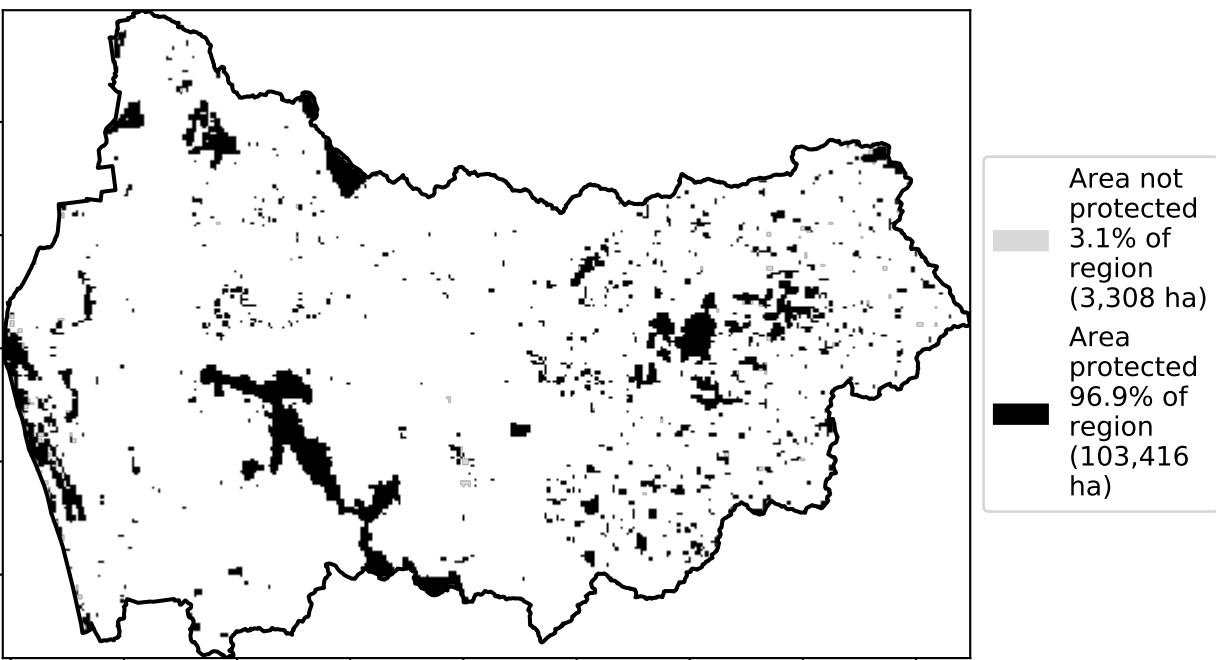 Area not
protected
3.1% of
region
(3,308 ha)
Area
protected
96.9% of
region
(103,416
ha)